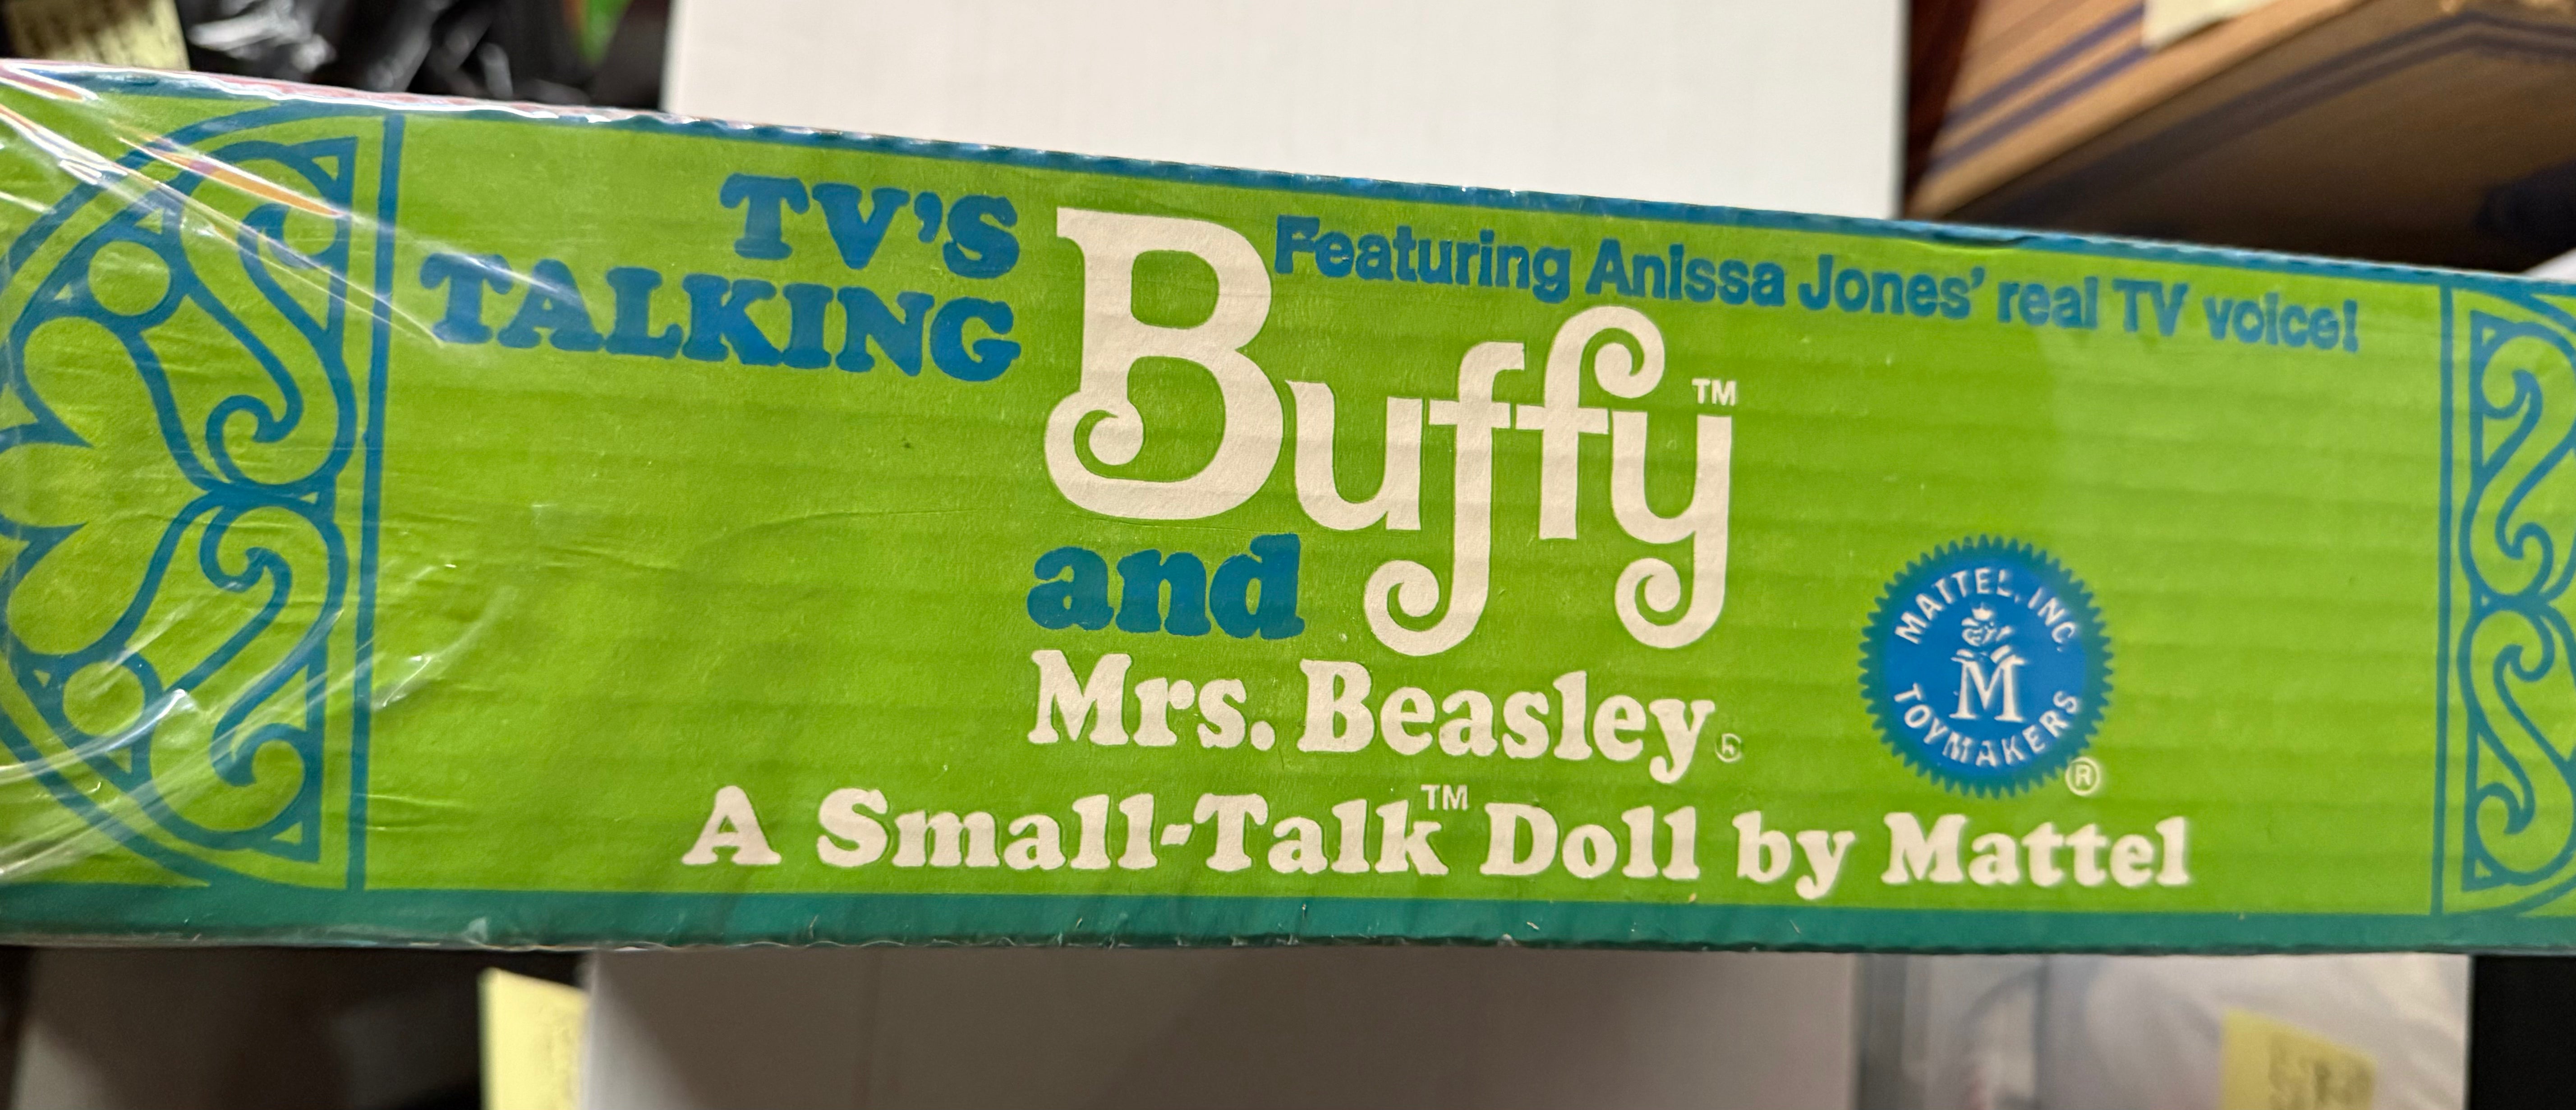 TV'S
TALKING
Buffy™
Featuring Anissa Jones' real TV voice!
and
Mrs. Beasley®
A Small-Talk™ Doll by Mattel
MATTEL, INC.
M
TOYMAKERS
®